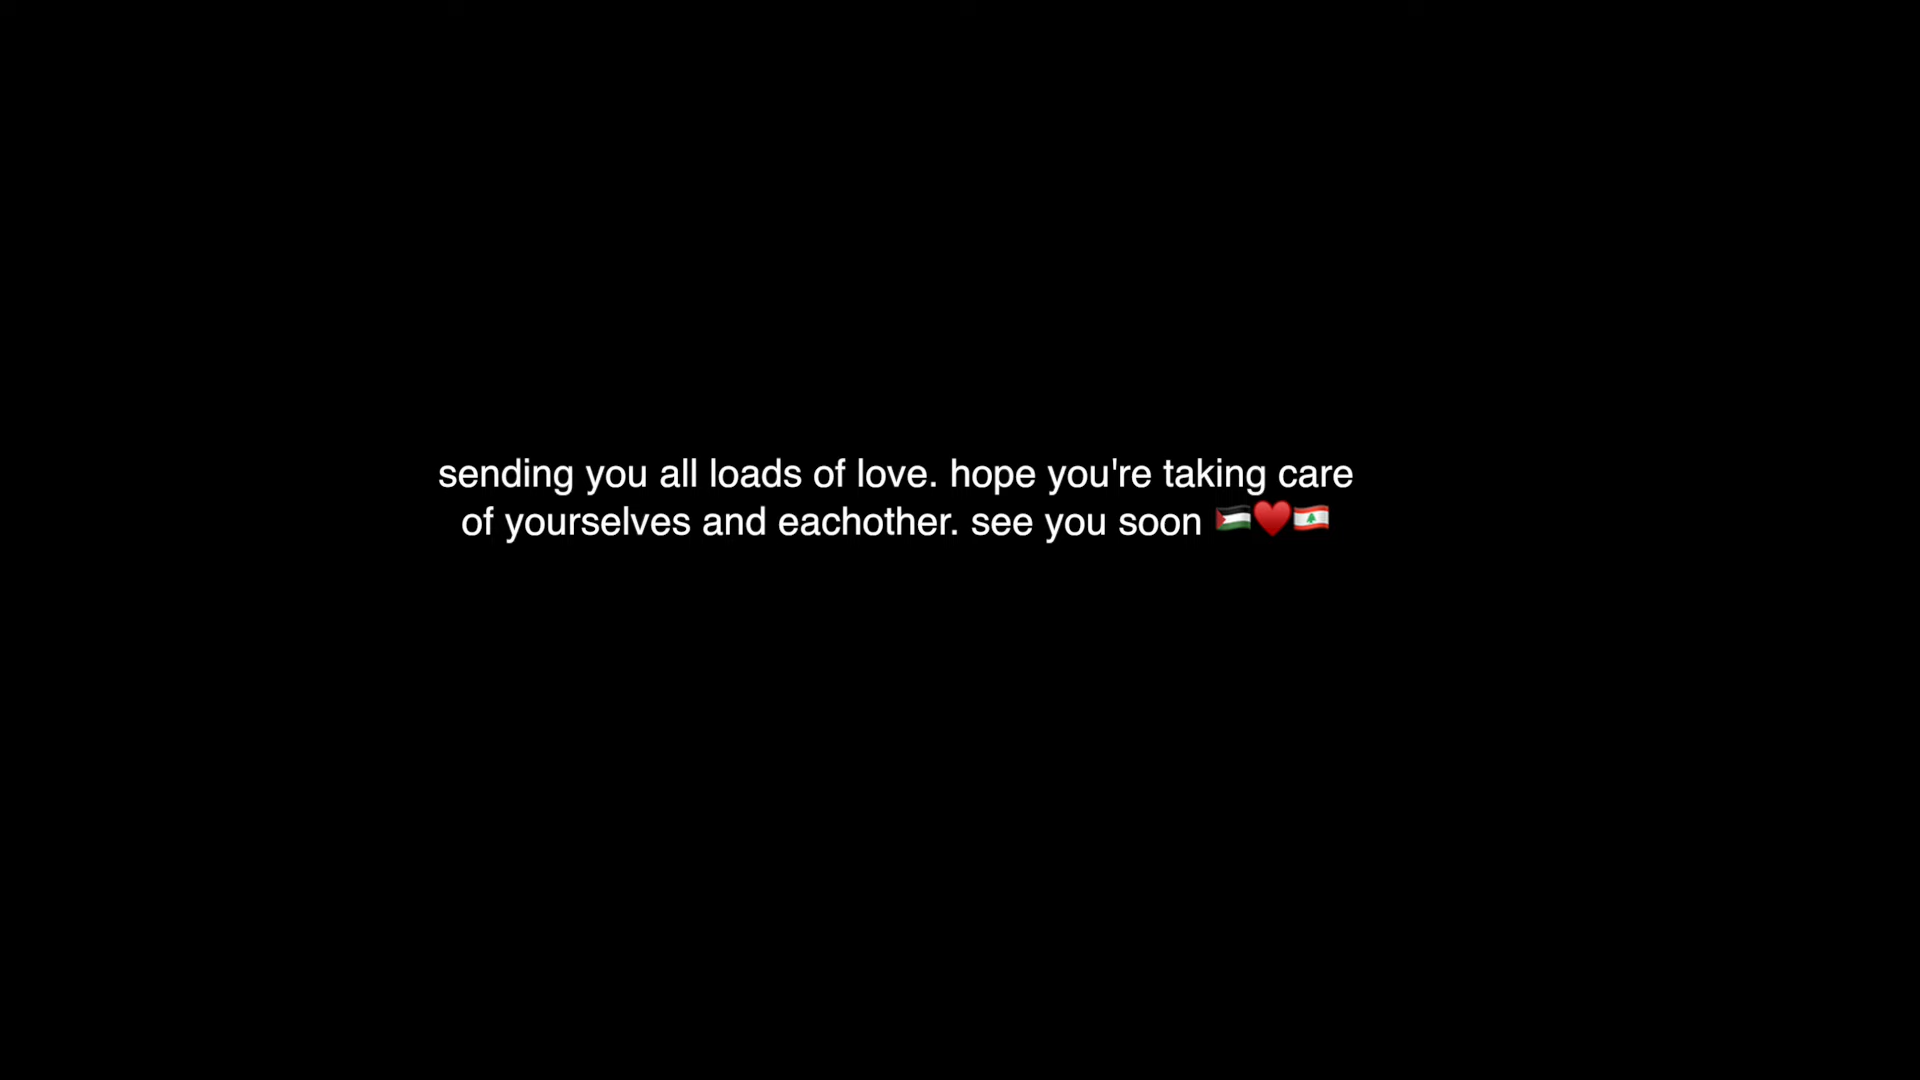 sending you all loads of love. hope you're taking care
of yourselves and eachother. see you soon 🇵🇸♥️🇱🇧